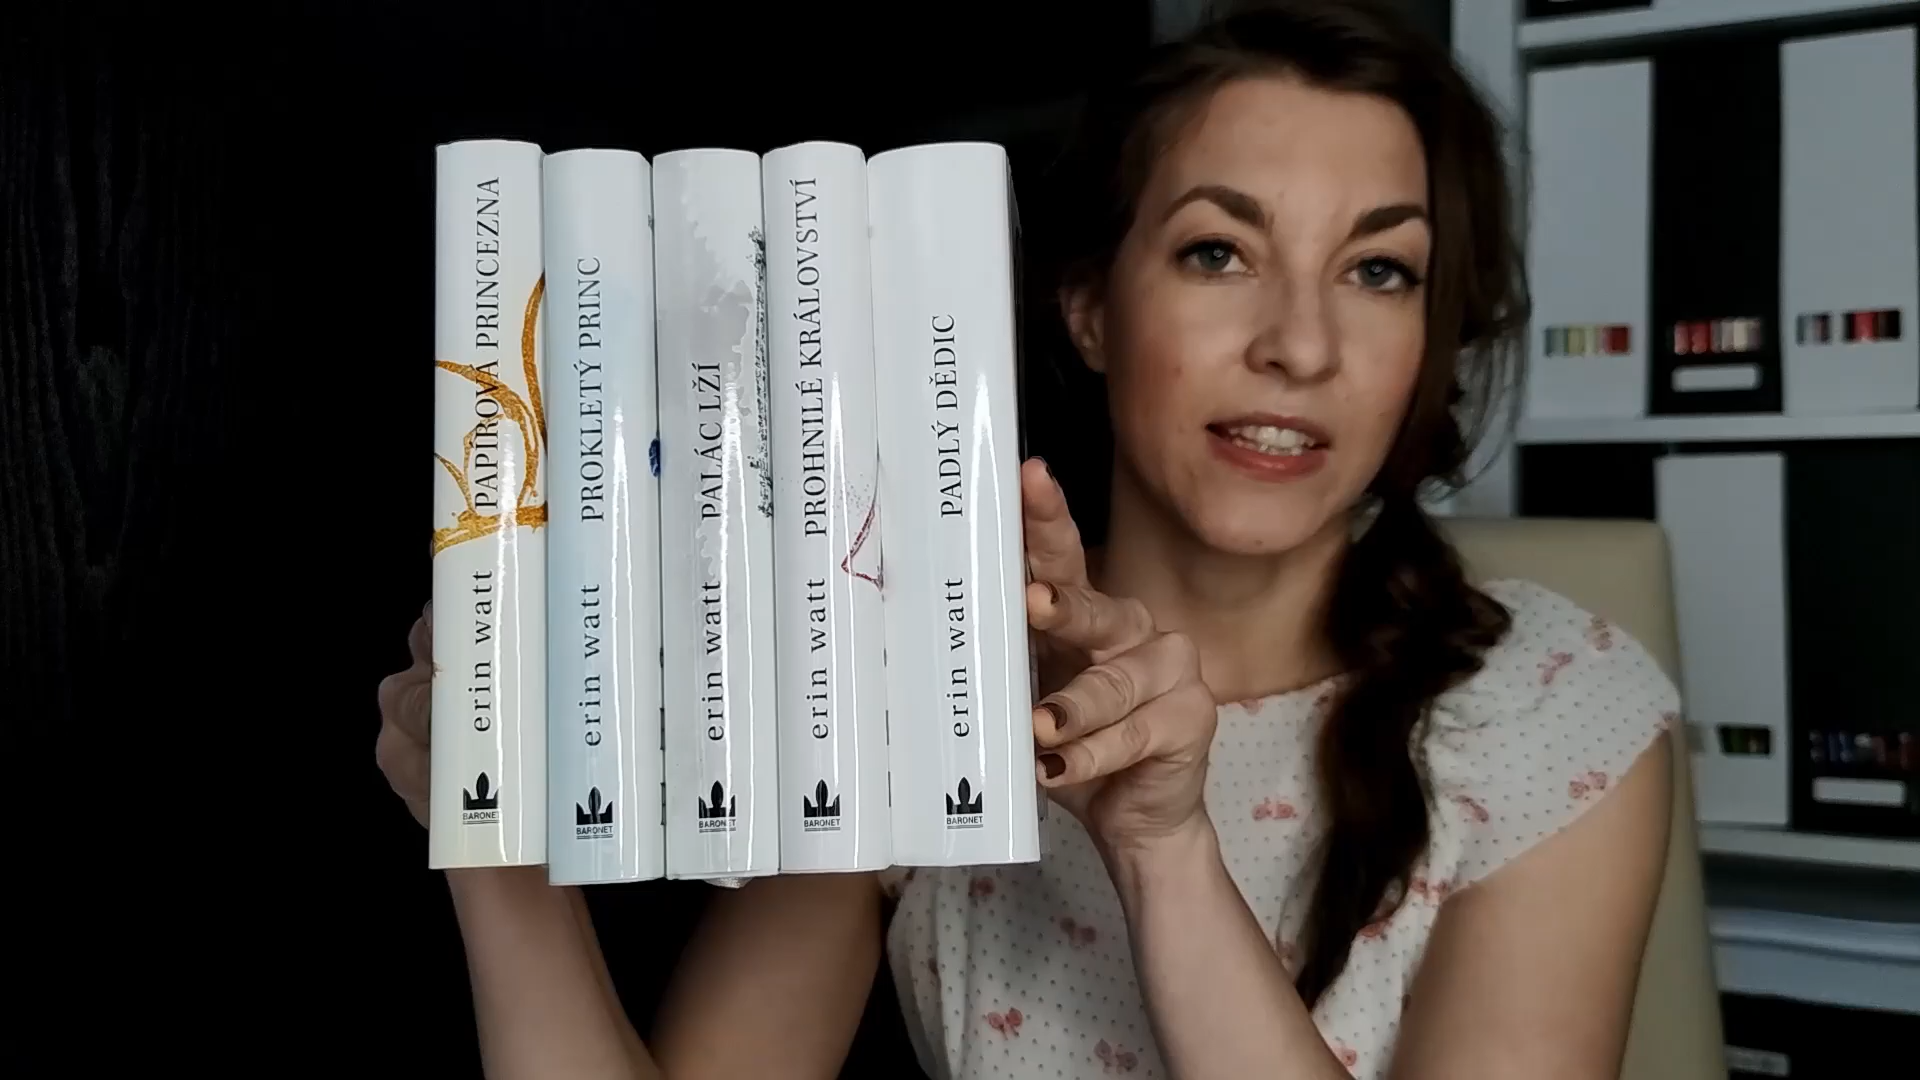 erin watt PAPÍROVÁ PRINCEZNA
BARONET
erin watt PROKLETÝ PRINC
BARONET
erin watt PALÁC LŽÍ
BARONET
erin watt PROHNILÉ KRÁLOVSTVÍ
BARONET
erin watt PADLÝ DĚDIC
BARONET